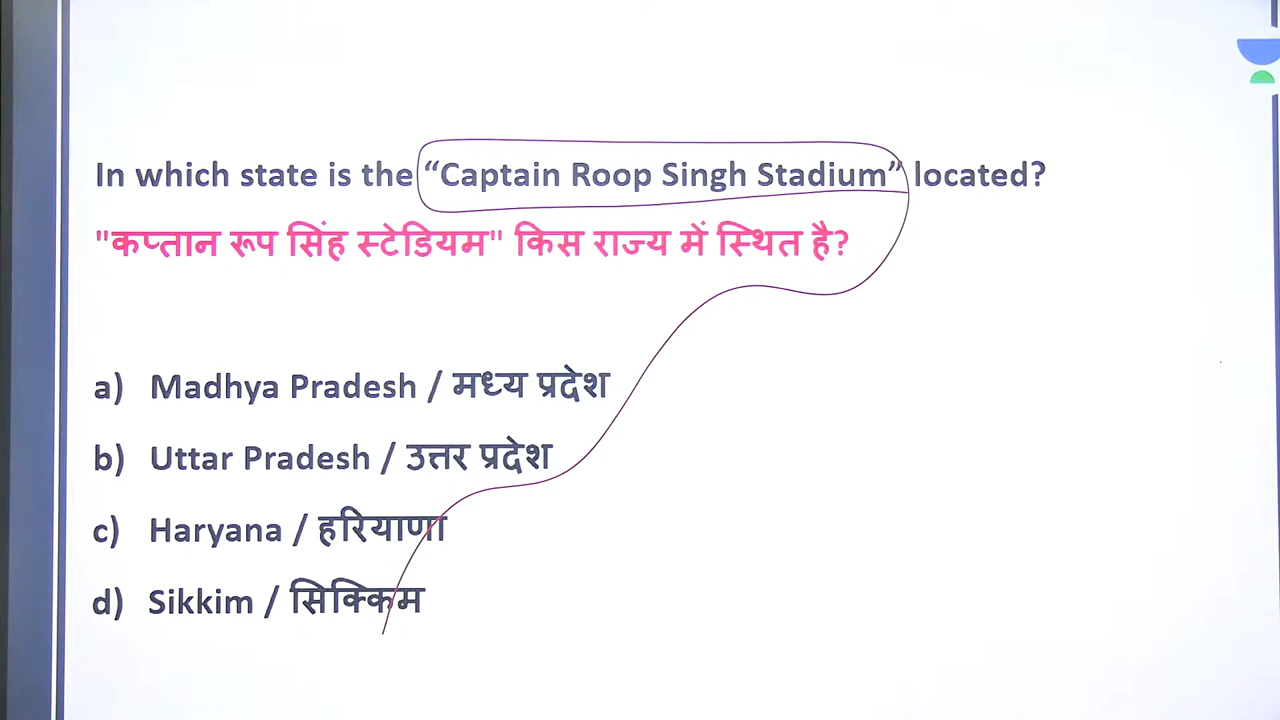 In which state is the “Captain Roop Singh Stadium” located?
"कप्तान रूप सिंह स्टेडियम" किस राज्य में स्थित है?
a) Madhya Pradesh / मध्य प्रदेश
b) Uttar Pradesh / उत्तर प्रदेश
c) Haryana / हरियाणा
d) Sikkim / सिक्किम